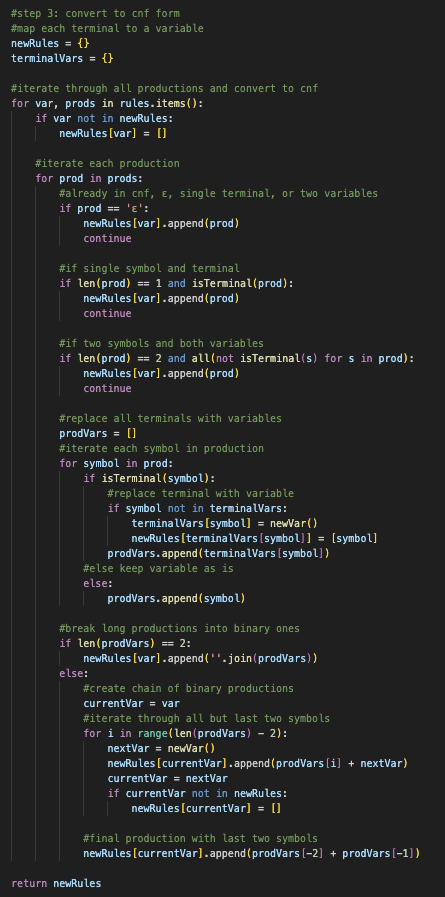 #step 3: convert to cnf form
#map each terminal to a variable
newRules = {}
terminalVars = {}

#iterate through all productions and convert to cnf
for var, prods in rules.items():
    if var not in newRules:
        newRules[var] = []

    #iterate each production
    for prod in prods:
        #already in cnf, ε, single terminal, or two variables
        if prod == 'ε':
            newRules[var].append(prod)
            continue

        #if single symbol and terminal
        if len(prod) == 1 and isTerminal(prod):
            newRules[var].append(prod)
            continue

        #if two symbols and both variables
        if len(prod) == 2 and all(not isTerminal(s) for s in prod):
            newRules[var].append(prod)
            continue

        #replace all terminals with variables
        prodVars = []
        #iterate each symbol in production
        for symbol in prod:
            if isTerminal(symbol):
                #replace terminal with variable
                if symbol not in terminalVars:
                    terminalVars[symbol] = newVar()
                    newRules[terminalVars[symbol]] = [symbol]
                prodVars.append(terminalVars[symbol])
            #else keep variable as is
            else:
                prodVars.append(symbol)

        #break long productions into binary ones
        if len(prodVars) == 2:
            newRules[var].append(''.join(prodVars))
        else:
            #create chain of binary productions
            currentVar = var
            #iterate through all but last two symbols
            for i in range(len(prodVars) - 2):
                nextVar = newVar()
                newRules[currentVar].append(prodVars[i] + nextVar)
                currentVar = nextVar
                if currentVar not in newRules:
                    newRules[currentVar] = []

            #final production with last two symbols
            newRules[currentVar].append(prodVars[-2] + prodVars[-1])

return newRules